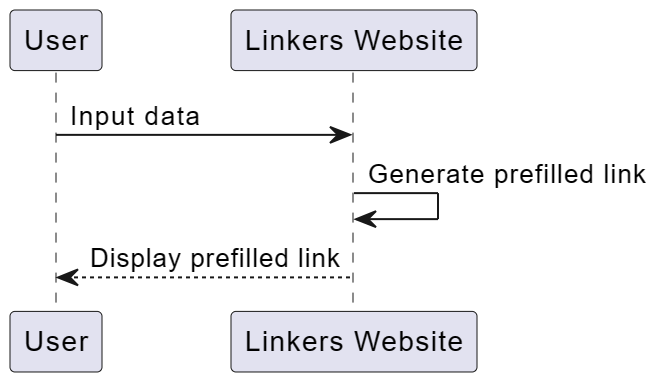 User
Linkers Website
Input data
Generate prefilled link
Display prefilled link
User
Linkers Website